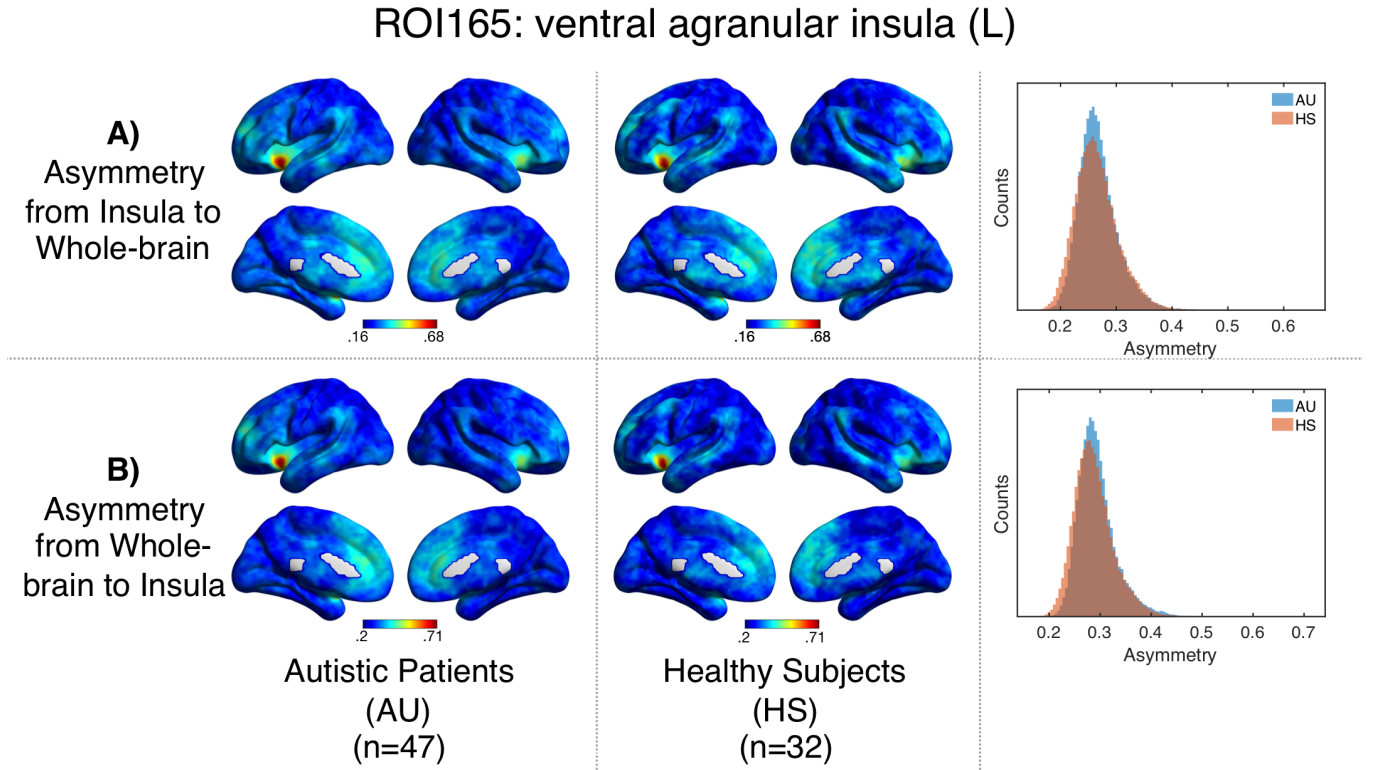 ROI165: ventral agranular insula (L)
A)
Asymmetry
from Insula to
Whole-brain
.16 .68
.16 .68
AU
HS
Counts
0.2 0.3 0.4 0.5 0.6
Asymmetry
B)
Asymmetry
from Whole-
brain to Insula
.2 .71
.2 .71
AU
HS
Counts
0.2 0.3 0.4 0.5 0.6 0.7
Asymmetry
Autistic Patients
(AU)
(n=47)
Healthy Subjects
(HS)
(n=32)